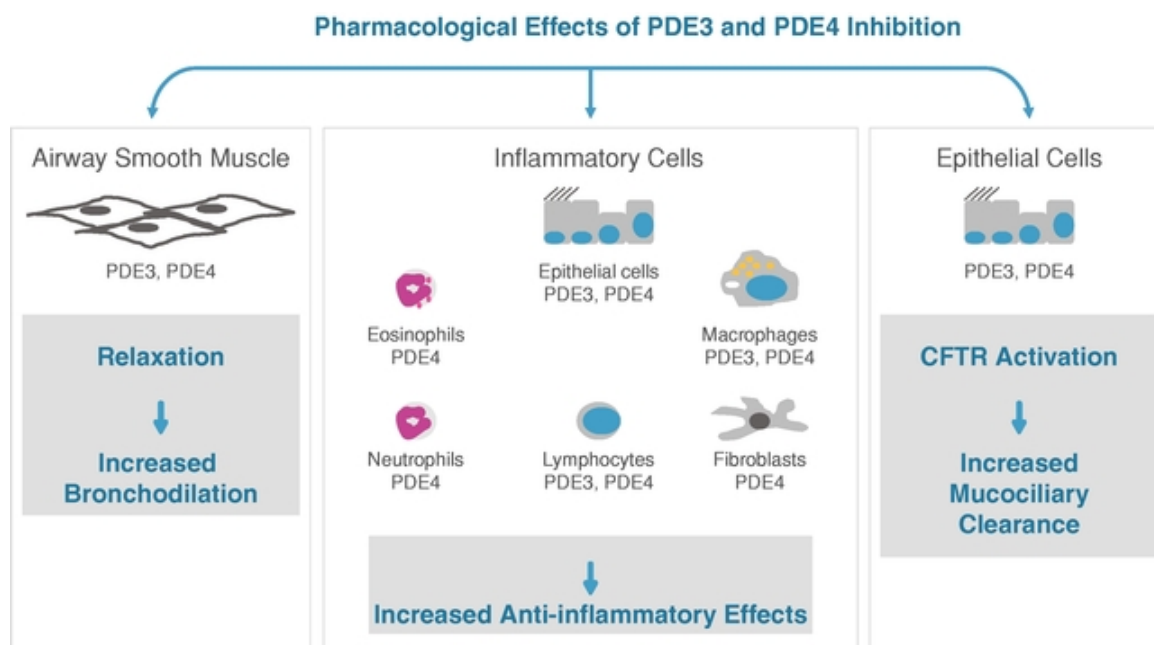 Pharmacological Effects of PDE3 and PDE4 Inhibition
Airway Smooth Muscle
PDE3, PDE4
Relaxation
Increased
Bronchodilation
Inflammatory Cells
Epithelial cells
PDE3, PDE4
Eosinophils
PDE4
Macrophages
PDE3, PDE4
Neutrophils
PDE4
Lymphocytes
PDE3, PDE4
Fibroblasts
PDE4
Increased Anti-inflammatory Effects
Epithelial Cells
PDE3, PDE4
CFTR Activation
Increased
Mucociliary
Clearance